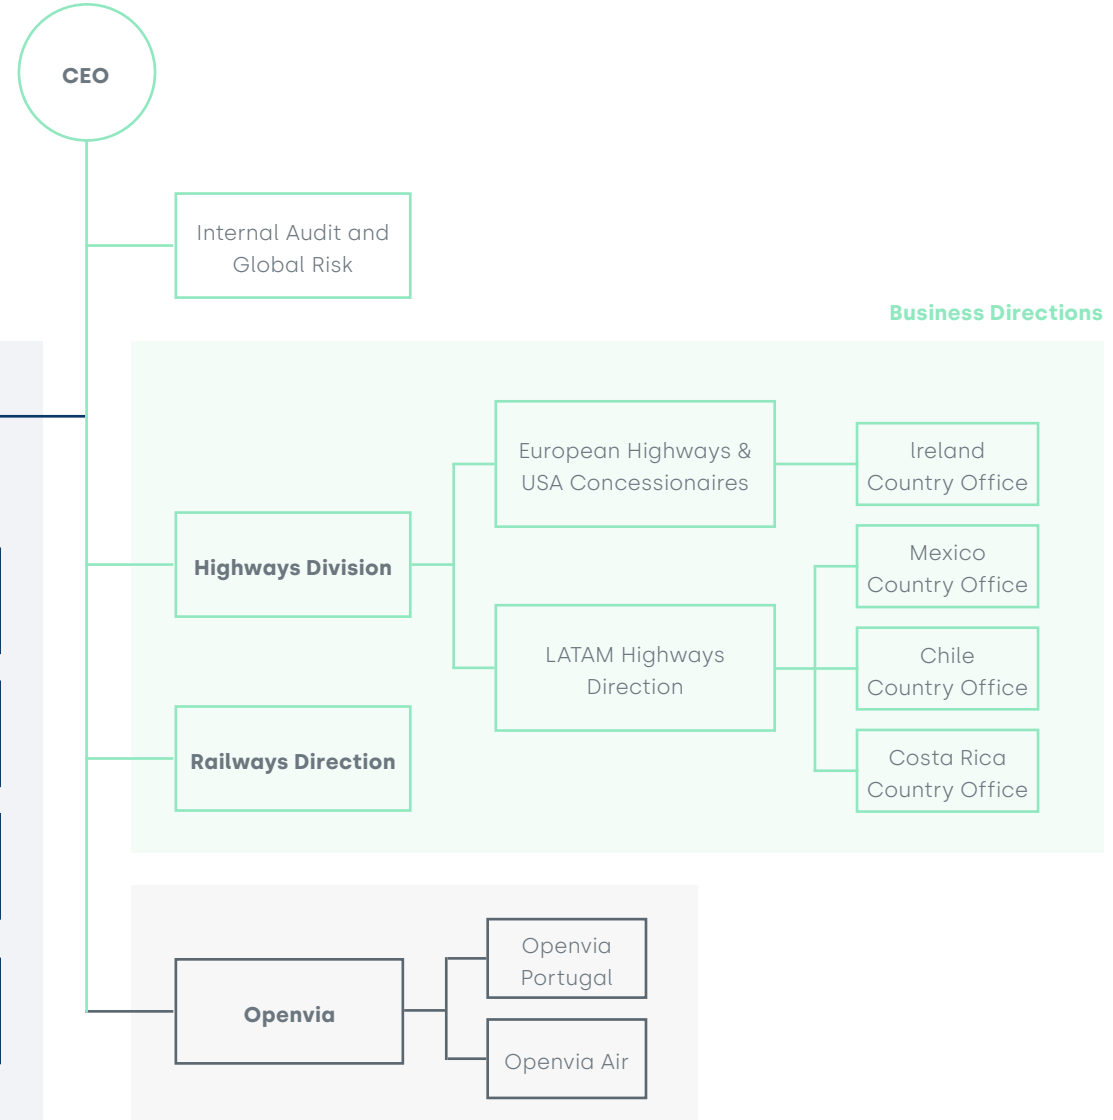 CEO
Internal Audit and
Global Risk
Business Directions
European Highways &
USA Concessionaires
Ireland
Country Office
Highways Division
Mexico
Country Office
LATAM Highways
Direction
Chile
Country Office
Railways Direction
Costa Rica
Country Office
Openvia
Openvia
Portugal
Openvia Air